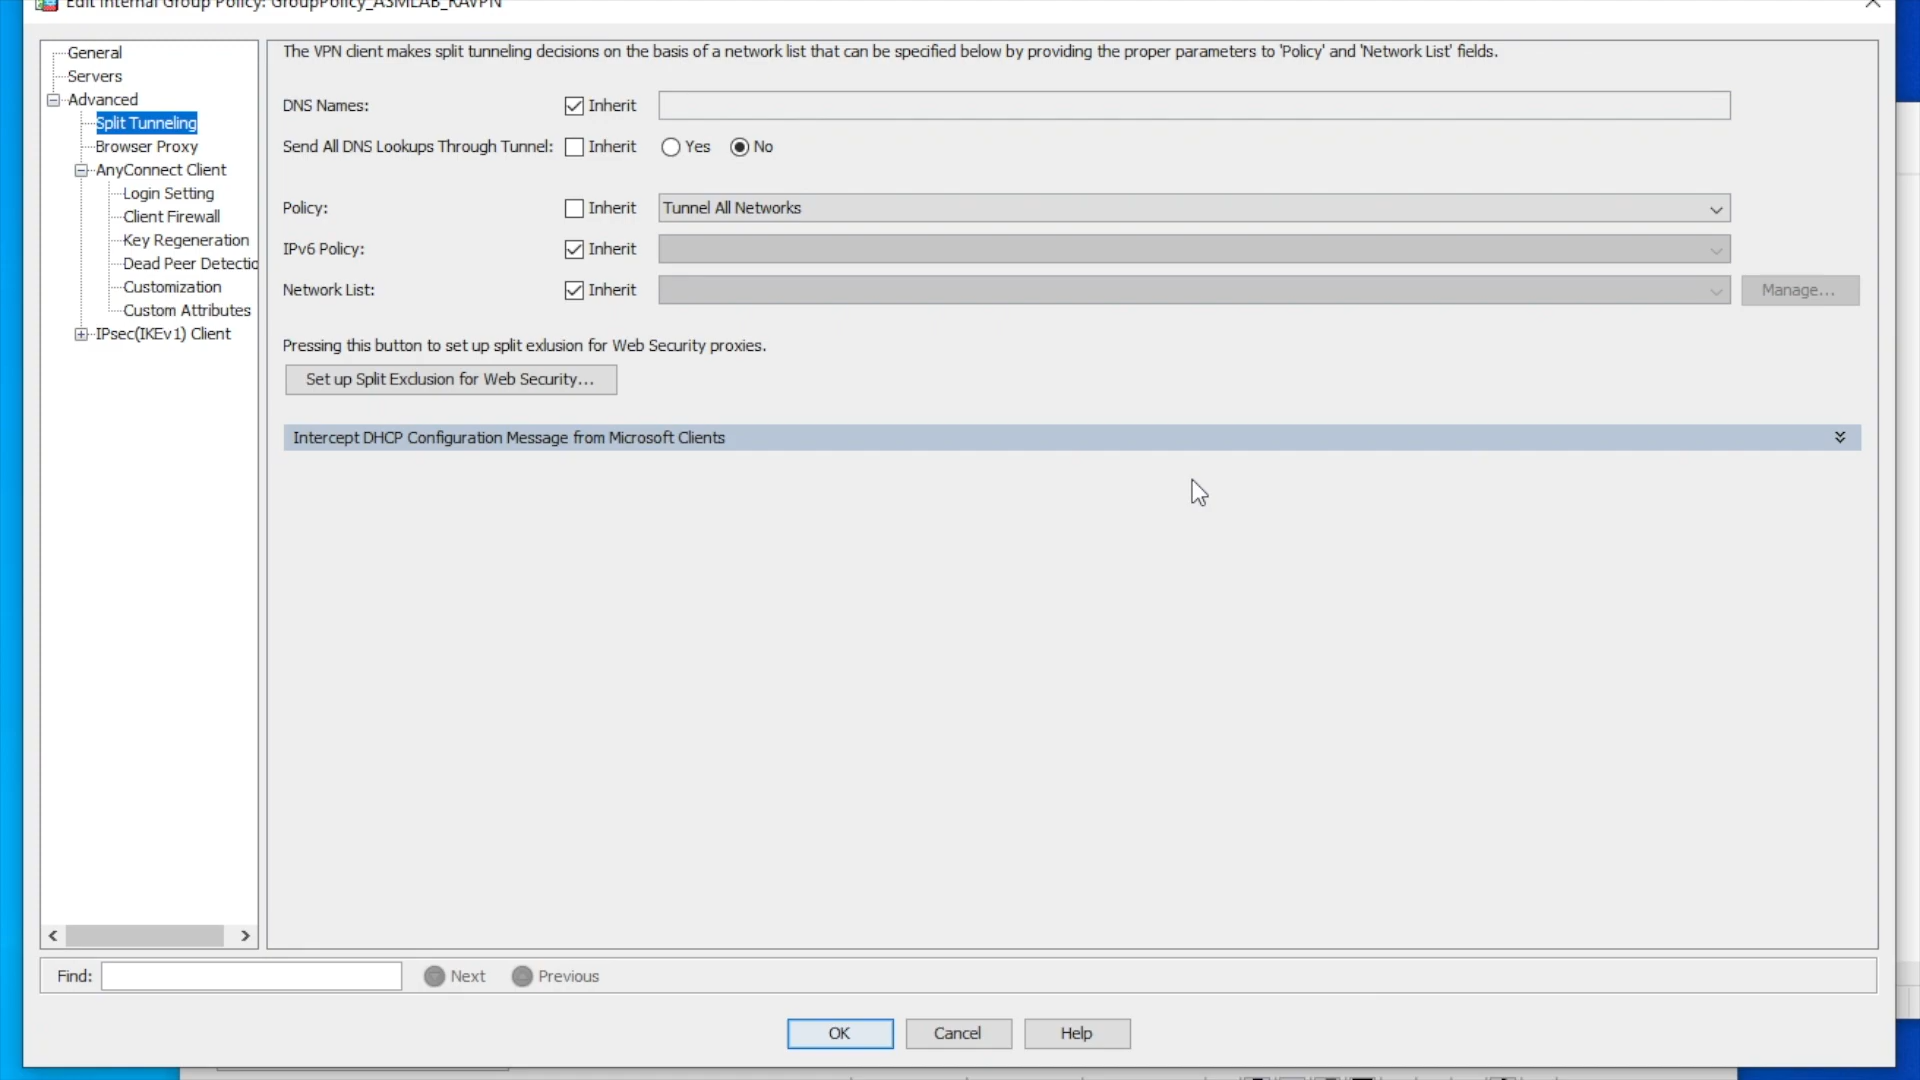 Edit Internal Group Policy: GroupPolicy_ASMLAB_RAVPN
General
Servers
Advanced
Split Tunneling
Browser Proxy
AnyConnect Client
Login Setting
Client Firewall
Key Regeneration
Dead Peer Detectio
Customization
Custom Attributes
IPsec(IKEv1) Client
The VPN client makes split tunneling decisions on the basis of a network list that can be specified below by providing the proper parameters to 'Policy' and 'Network List' fields.
DNS Names: Inherit
Send All DNS Lookups Through Tunnel: Inherit Yes No
Policy: Inherit Tunnel All Networks
IPv6 Policy: Inherit
Network List: Inherit Manage...
Pressing this button to set up split exlusion for Web Security proxies.
Set up Split Exclusion for Web Security...
Intercept DHCP Configuration Message from Microsoft Clients
Find: Next Previous
OK Cancel Help